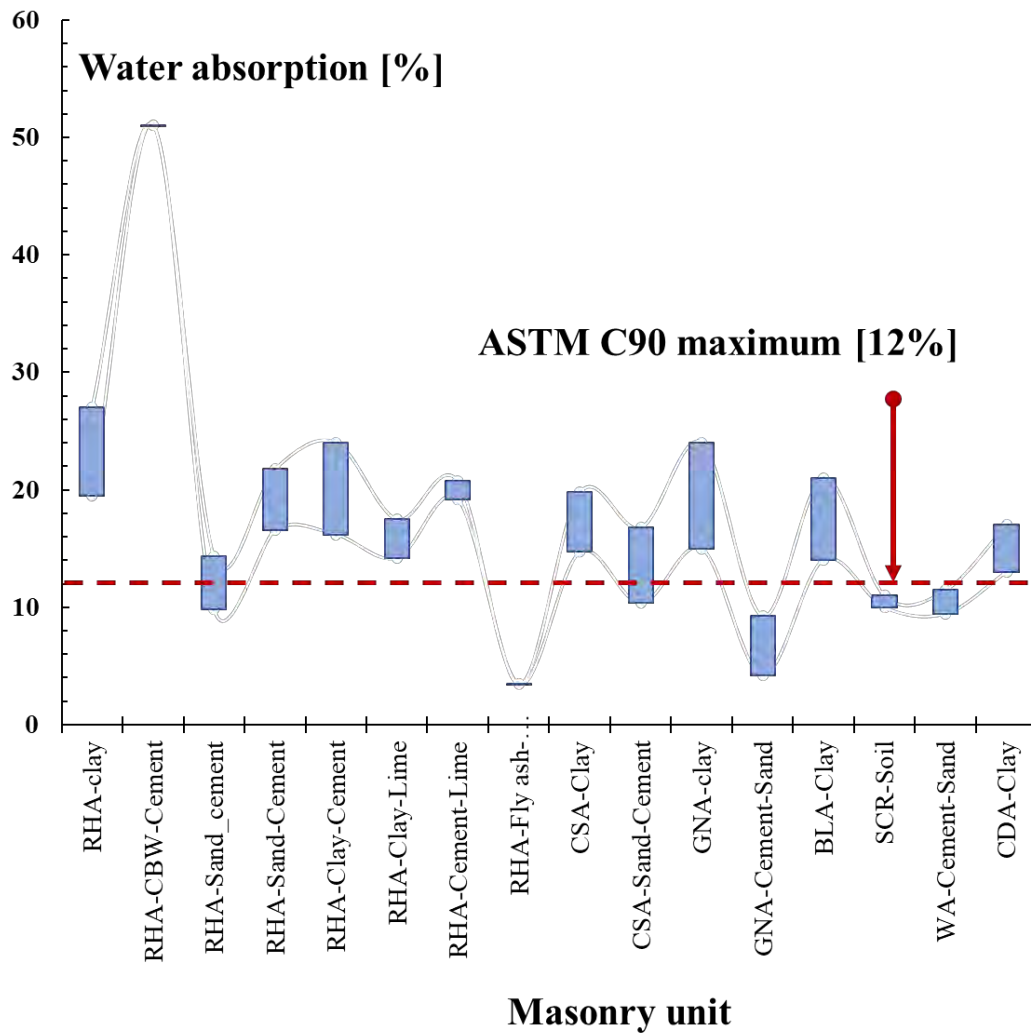 60
Water absorption [%]
50
40
ASTM C90 maximum [12%]
30
20
10
0
RHA-clay
RHA-CBW-Cement
RHA-Sand_cement
RHA-Sand-Cement
RHA-Clay-Cement
RHA-Clay-Lime
RHA-Cement-Lime
RHA-Fly ash-…
CSA-Clay
CSA-Sand-Cement
GNA-clay
GNA-Cement-Sand
BLA-Clay
SCR-Soil
WA-Cement-Sand
CDA-Clay
Masonry unit